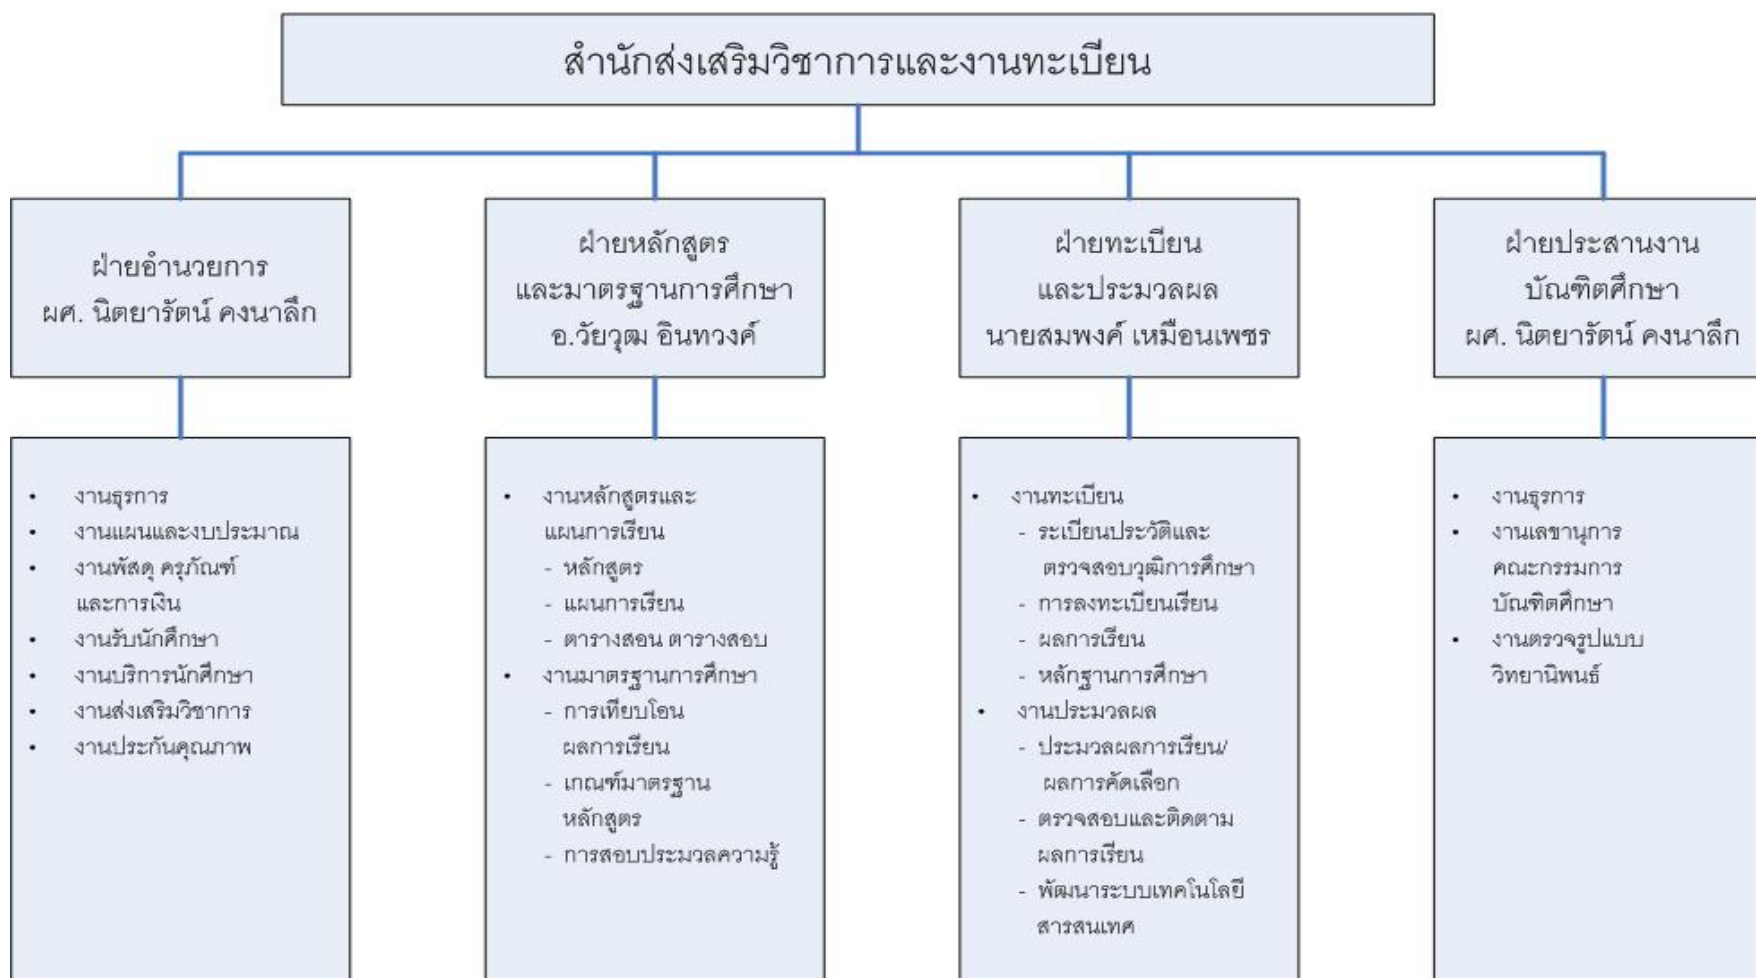 สำนักส่งเสริมวิชาการและงานทะเบียน
ฝ่ายอำนวยการ
ผศ. นิตยารัตน์ คงนาลึก
ฝ่ายหลักสูตร
และมาตรฐานการศึกษา
อ.วัยวุฒ อินทวงค์
ฝ่ายทะเบียน
และประมวลผล
นายสมพงค์ เหมือนเพชร
ฝ่ายประสานงาน
บัณฑิตศึกษา
ผศ. นิตยารัตน์ คงนาลึก
• งานธุรการ
• งานแผนและงบประมาณ
• งานพัสดุ ครุภัณฑ์
และการเงิน
• งานรับนักศึกษา
• งานบริการนักศึกษา
• งานส่งเสริมวิชาการ
• งานประกันคุณภาพ
• งานหลักสูตรและ
แผนการเรียน
- หลักสูตร
- แผนการเรียน
- ตารางสอน ตารางสอบ
• งานมาตรฐานการศึกษา
- การเทียบโอน
ผลการเรียน
- เกณฑ์มาตรฐาน
หลักสูตร
- การสอบประมวลความรู้
• งานทะเบียน
- ระเบียนประวัติและ
ตรวจสอบวุฒิการศึกษา
- การลงทะเบียนเรียน
- ผลการเรียน
- หลักฐานการศึกษา
• งานประมวลผล
- ประมวลผลการเรียน/
ผลการคัดเลือก
- ตรวจสอบและติดตาม
ผลการเรียน
- พัฒนาระบบเทคโนโลยี
สารสนเทศ
• งานธุรการ
• งานเลขานุการ
คณะกรรมการ
บัณฑิตศึกษา
• งานตรวจรูปแบบ
วิทยานิพนธ์